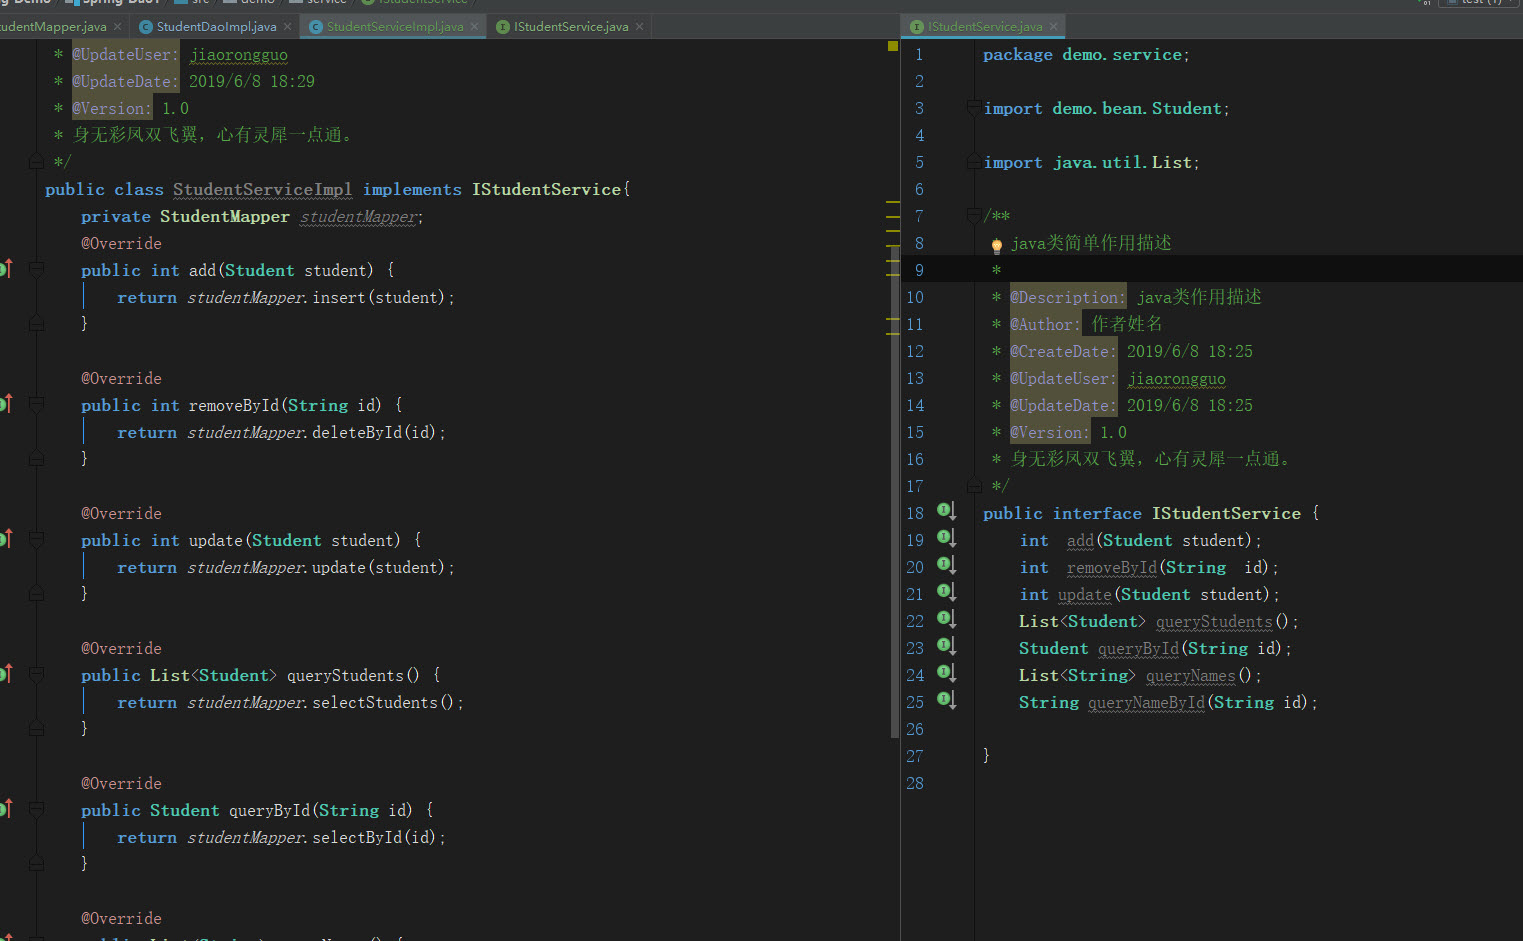 Spring-Dao1 src demo service IStudentService test (1)
tudentMapper.java × StudentDaoImpl.java × StudentServiceImpl.java × IStudentService.java ×
* @UpdateUser: jiaorongguo
* @UpdateDate: 2019/6/8 18:29
* @Version: 1.0
* 身无彩凤双飞翼，心有灵犀一点通。
*/
public class StudentServiceImpl implements IStudentService{
private StudentMapper studentMapper;
@Override
public int add(Student student) {
return studentMapper.insert(student);
}
@Override
public int removeById(String id) {
return studentMapper.deleteById(id);
}
@Override
public int update(Student student) {
return studentMapper.update(student);
}
@Override
public List<Student> queryStudents() {
return studentMapper.selectStudents();
}
@Override
public Student queryById(String id) {
return studentMapper.selectById(id);
}
@Override
IStudentService.java ×
1 package demo.service;
2
3 import demo.bean.Student;
4
5 import java.util.List;
6
7 /**
8 java类简单作用描述
9 *
10 * @Description: java类作用描述
11 * @Author: 作者姓名
12 * @CreateDate: 2019/6/8 18:25
13 * @UpdateUser: jiaorongguo
14 * @UpdateDate: 2019/6/8 18:25
15 * @Version: 1.0
16 * 身无彩凤双飞翼，心有灵犀一点通。
17 */
18 public interface IStudentService {
19 int add(Student student);
20 int removeById(String id);
21 int update(Student student);
22 List<Student> queryStudents();
23 Student queryById(String id);
24 List<String> queryNames();
25 String queryNameById(String id);
26
27 }
28